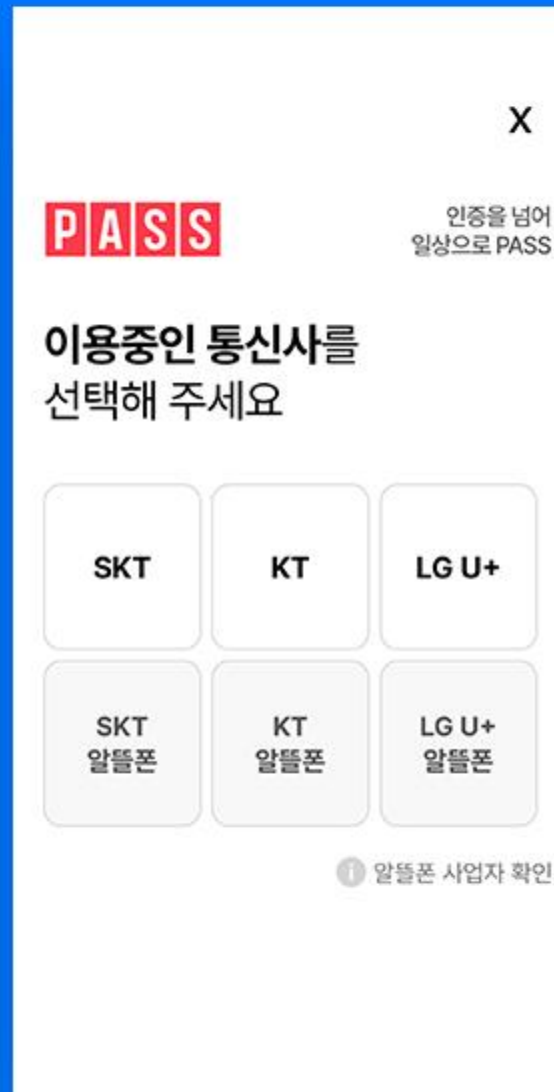 X
PASS
인증을 넘어
일상으로 PASS
이용중인 통신사를
선택해 주세요
SKT
KT
LG U+
SKT
알뜰폰
KT
알뜰폰
LG U+
알뜰폰
i 알뜰폰 사업자 확인